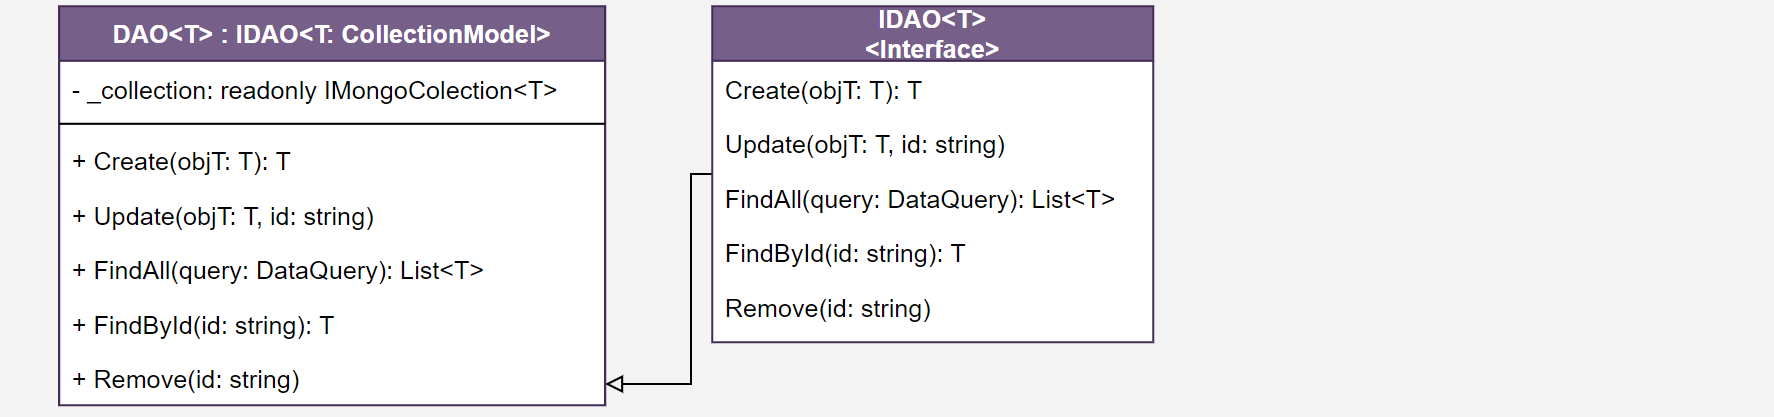 DAO<T> : IDAO<T: CollectionModel>
- _collection: readonly IMongoColection<T>
+ Create(objT: T): T
+ Update(objT: T, id: string)
+ FindAll(query: DataQuery): List<T>
+ FindById(id: string): T
+ Remove(id: string)
IDAO<T>
<Interface>
Create(objT: T): T
Update(objT: T, id: string)
FindAll(query: DataQuery): List<T>
FindById(id: string): T
Remove(id: string)